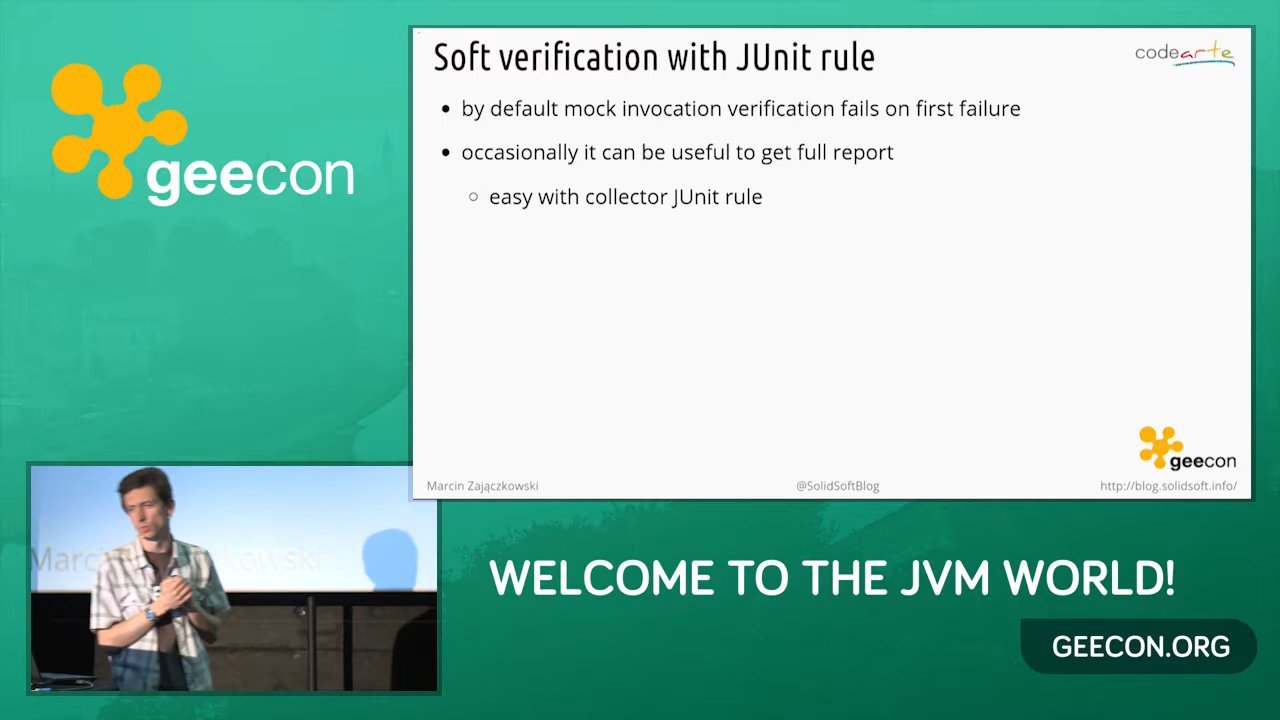 geecon
Soft verification with JUnit rule
codearte
by default mock invocation verification fails on first failure
occasionally it can be useful to get full report
easy with collector JUnit rule
geecon
Marcin Zajączkowski
@SolidSoftBlog
http://blog.solidsoft.info/
WELCOME TO THE JVM WORLD!
GEECON.ORG